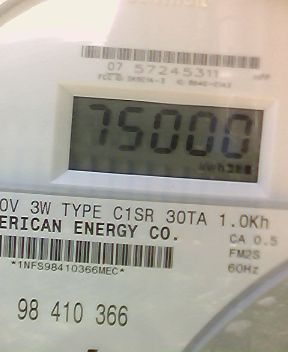 07 57245311
75000
kWh
0V 3W TYPE C1SR 30TA 1.0Kh
ERICAN ENERGY CO.
CA 0.5
*1NFS98410366MEC*
FM2S
60Hz
98 410 366